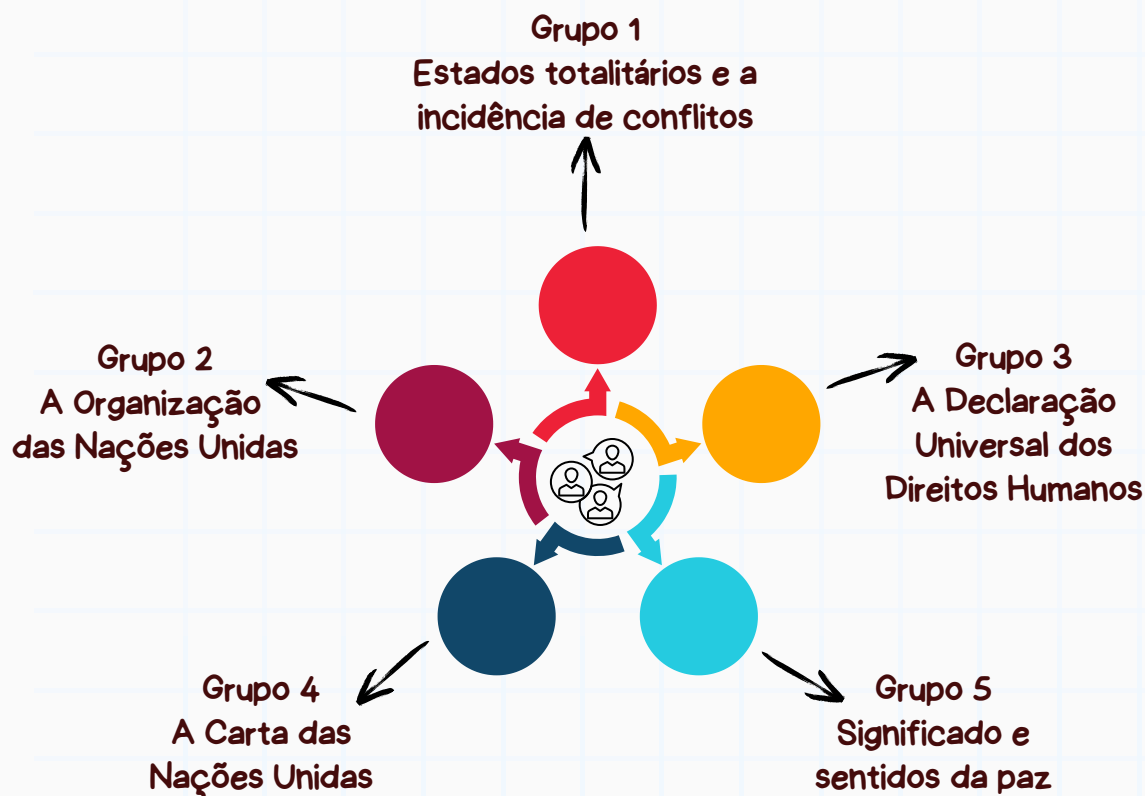 Grupo 1
Estados totalitários e a
incidência de conflitos
Grupo 2
A Organização
das Nações Unidas
Grupo 3
A Declaração
Universal dos
Direitos Humanos
Grupo 4
A Carta das
Nações Unidas
Grupo 5
Significado e
sentidos da paz